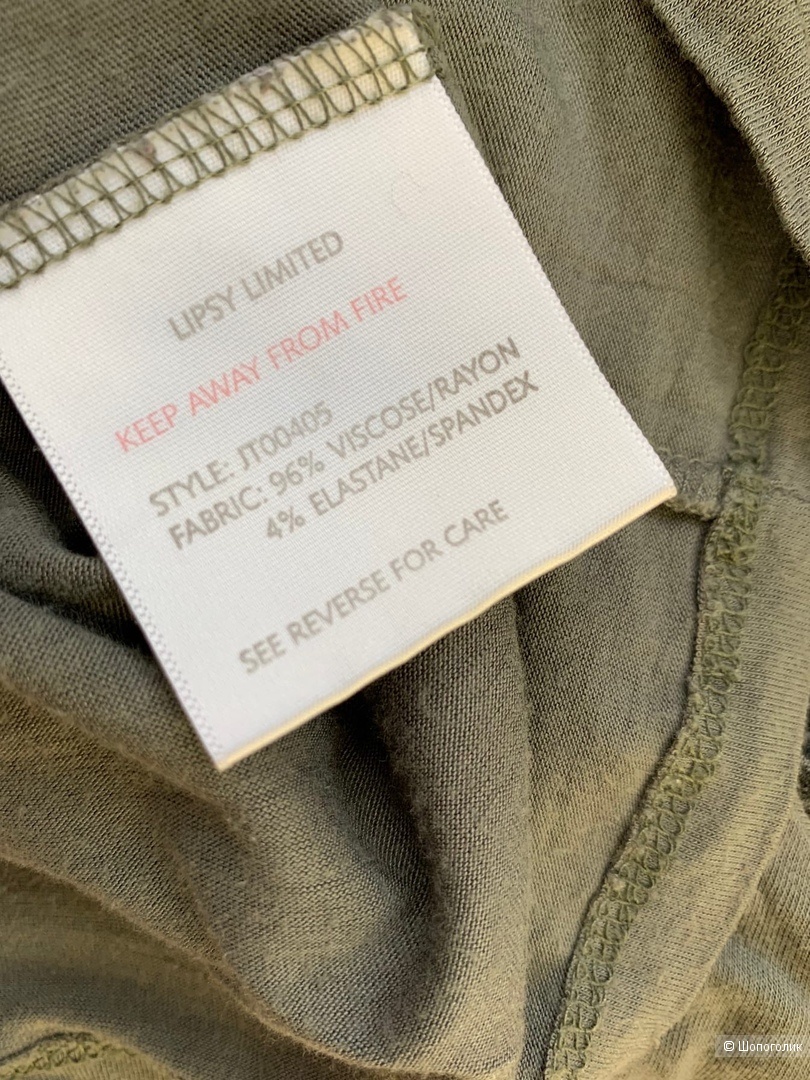 LIPSY LIMITED
KEEP AWAY FROM FIRE
STYLE: JT00405
FABRIC: 96% VISCOSE/RAYON
4% ELASTANE/SPANDEX
SEE REVERSE FOR CARE
© Шопоголик